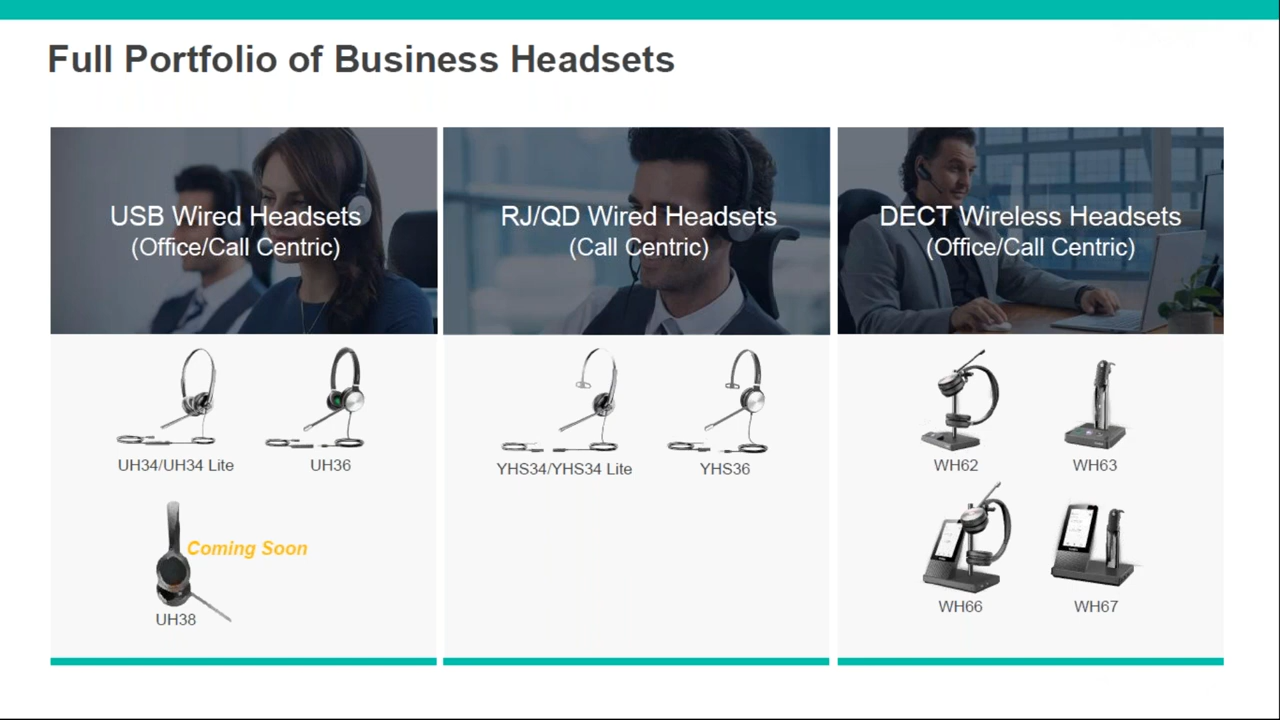 Full Portfolio of Business Headsets
USB Wired Headsets
(Office/Call Centric)
UH34/UH34 Lite
UH36
Coming Soon
UH38
RJ/QD Wired Headsets
(Call Centric)
YHS34/YHS34 Lite
YHS36
DECT Wireless Headsets
(Office/Call Centric)
WH62
WH63
WH66
WH67